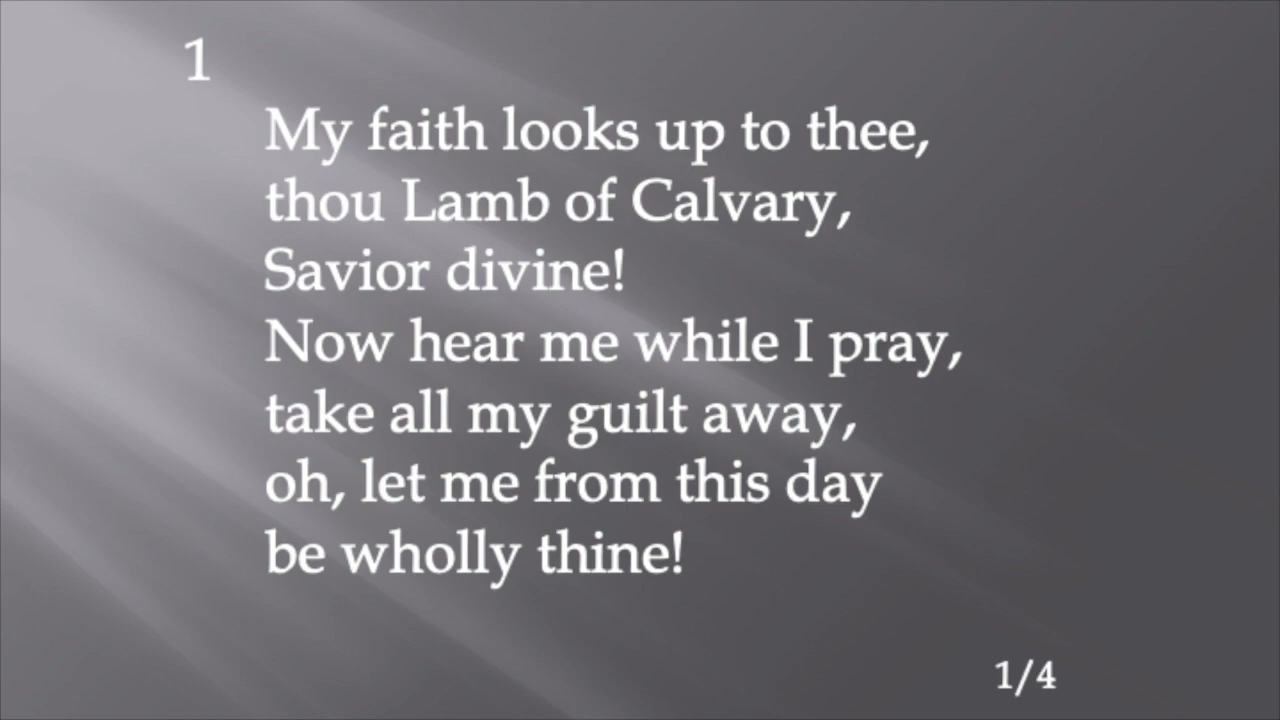 1
My faith looks up to thee,
thou Lamb of Calvary,
Savior divine!
Now hear me while I pray,
take all my guilt away,
oh, let me from this day
be wholly thine!
1/4